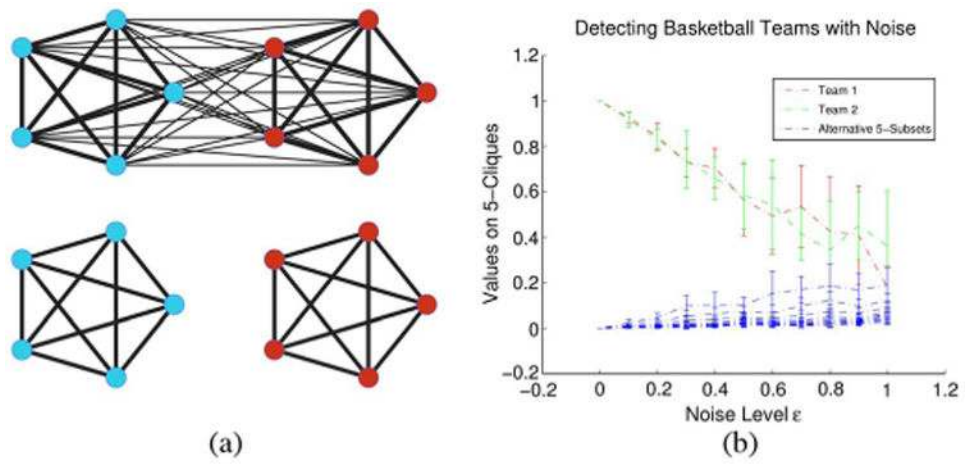 Detecting Basketball Teams with Noise
1.2
1
0.8
0.6
0.4
0.2
0
−0.2
Values on 5−Cliques
Team 1
Team 2
Alternative 5−Subsets
−0.2 0 0.2 0.4 0.6 0.8 1 1.2
Noise Level ε
(a) (b)